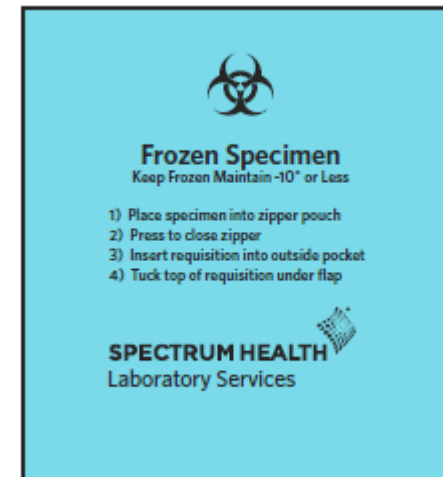 Frozen Specimen
Keep Frozen Maintain -10° or Less
1) Place specimen into zipper pouch
2) Press to close zipper
3) Insert requisition into outside pocket
4) Tuck top of requisition under flap
SPECTRUM HEALTH
Laboratory Services